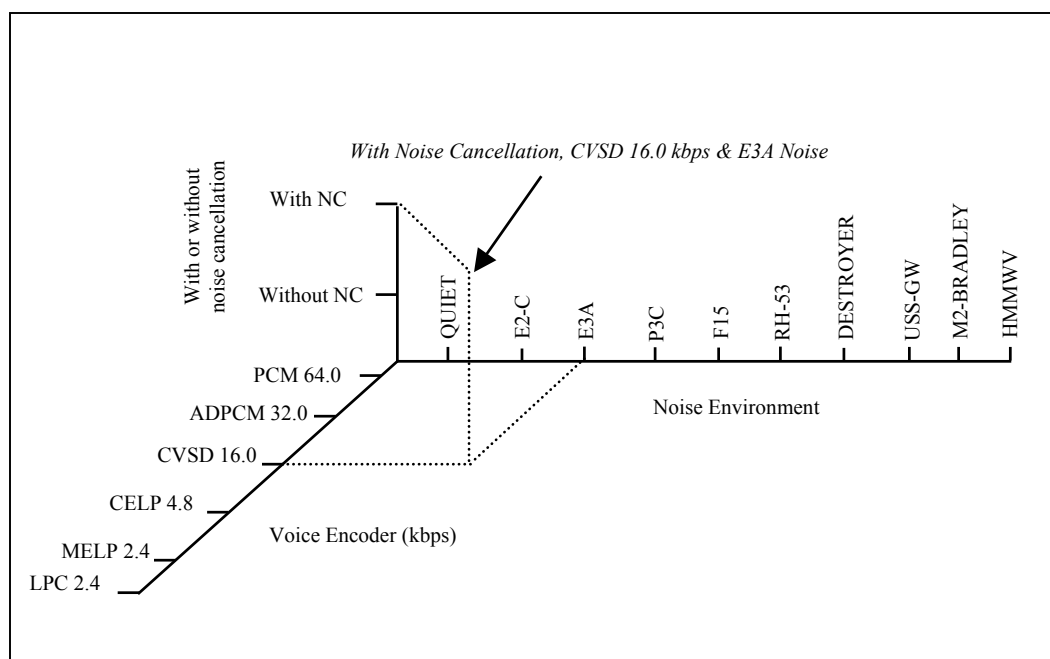 With Noise Cancellation, CVSD 16.0 kbps & E3A Noise
With or without
noise cancellation
With NC
Without NC
QUIET
E2-C
E3A
P3C
F15
RH-53
DESTROYER
USS-GW
M2-BRADLEY
HMMWV
Noise Environment
PCM 64.0
ADPCM 32.0
CVSD 16.0
CELP 4.8
MELP 2.4
LPC 2.4
Voice Encoder (kbps)